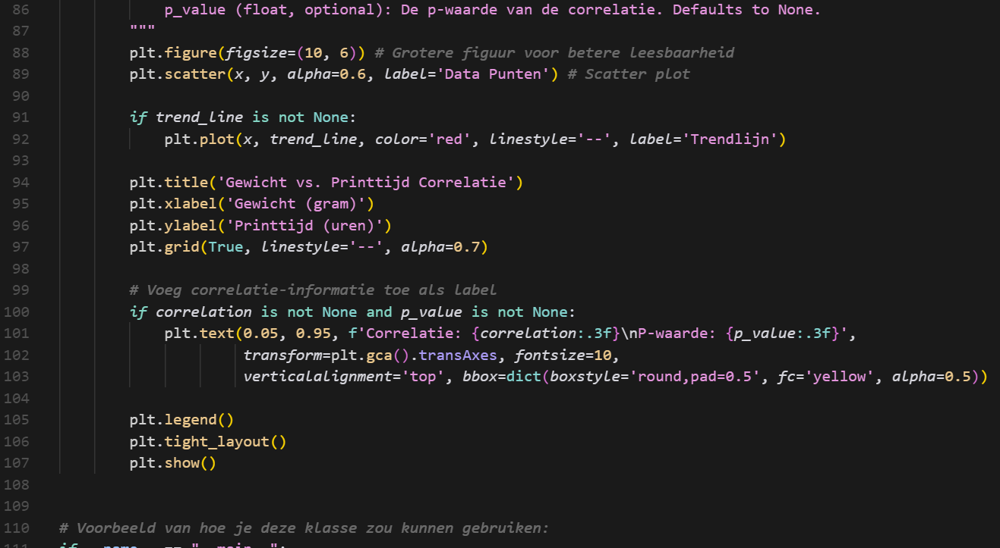 86 p_value (float, optional): De p-waarde van de correlatie. Defaults to None.
87 """
88 plt.figure(figsize=(10, 6)) # Grotere figuur voor betere leesbaarheid
89 plt.scatter(x, y, alpha=0.6, label='Data Punten') # Scatter plot
90
91 if trend_line is not None:
92 plt.plot(x, trend_line, color='red', linestyle='--', label='Trendlijn')
93
94 plt.title('Gewicht vs. Printtijd Correlatie')
95 plt.xlabel('Gewicht (gram)')
96 plt.ylabel('Printtijd (uren)')
97 plt.grid(True, linestyle='--', alpha=0.7)
98
99 # Voeg correlatie-informatie toe als label
100 if correlation is not None and p_value is not None:
101 plt.text(0.05, 0.95, f'Correlatie: {correlation:.3f}\nP-waarde: {p_value:.3f}',
102 transform=plt.gca().transAxes, fontsize=10,
103 verticalalignment='top', bbox=dict(boxstyle='round,pad=0.5', fc='yellow', alpha=0.5))
104
105 plt.legend()
106 plt.tight_layout()
107 plt.show()
108
109
110 # Voorbeeld van hoe je deze klasse zou kunnen gebruiken:
111 if __name__ == "__main__":